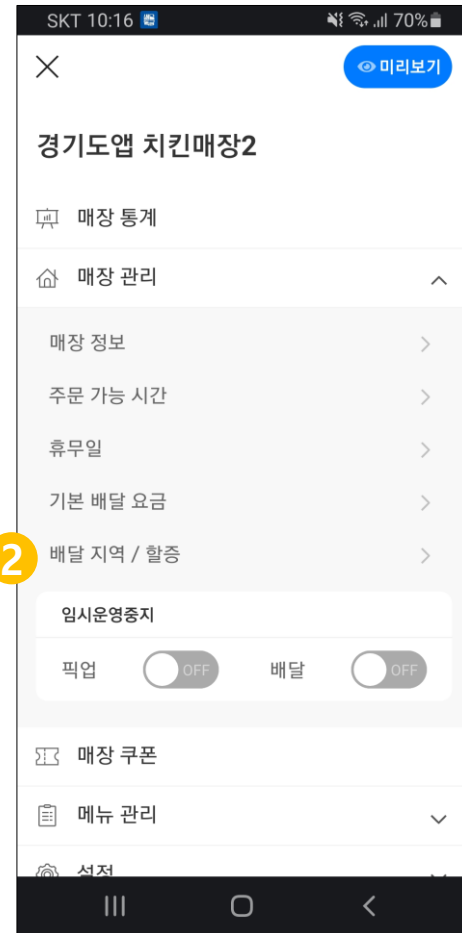 SKT 10:16 70%
미리보기
경기도앱 치킨매장2
매장 통계
매장 관리
매장 정보
주문 가능 시간
휴무일
기본 배달 요금
2 배달 지역 / 할증
임시운영중지
픽업 OFF 배달 OFF
매장 쿠폰
메뉴 관리
설정